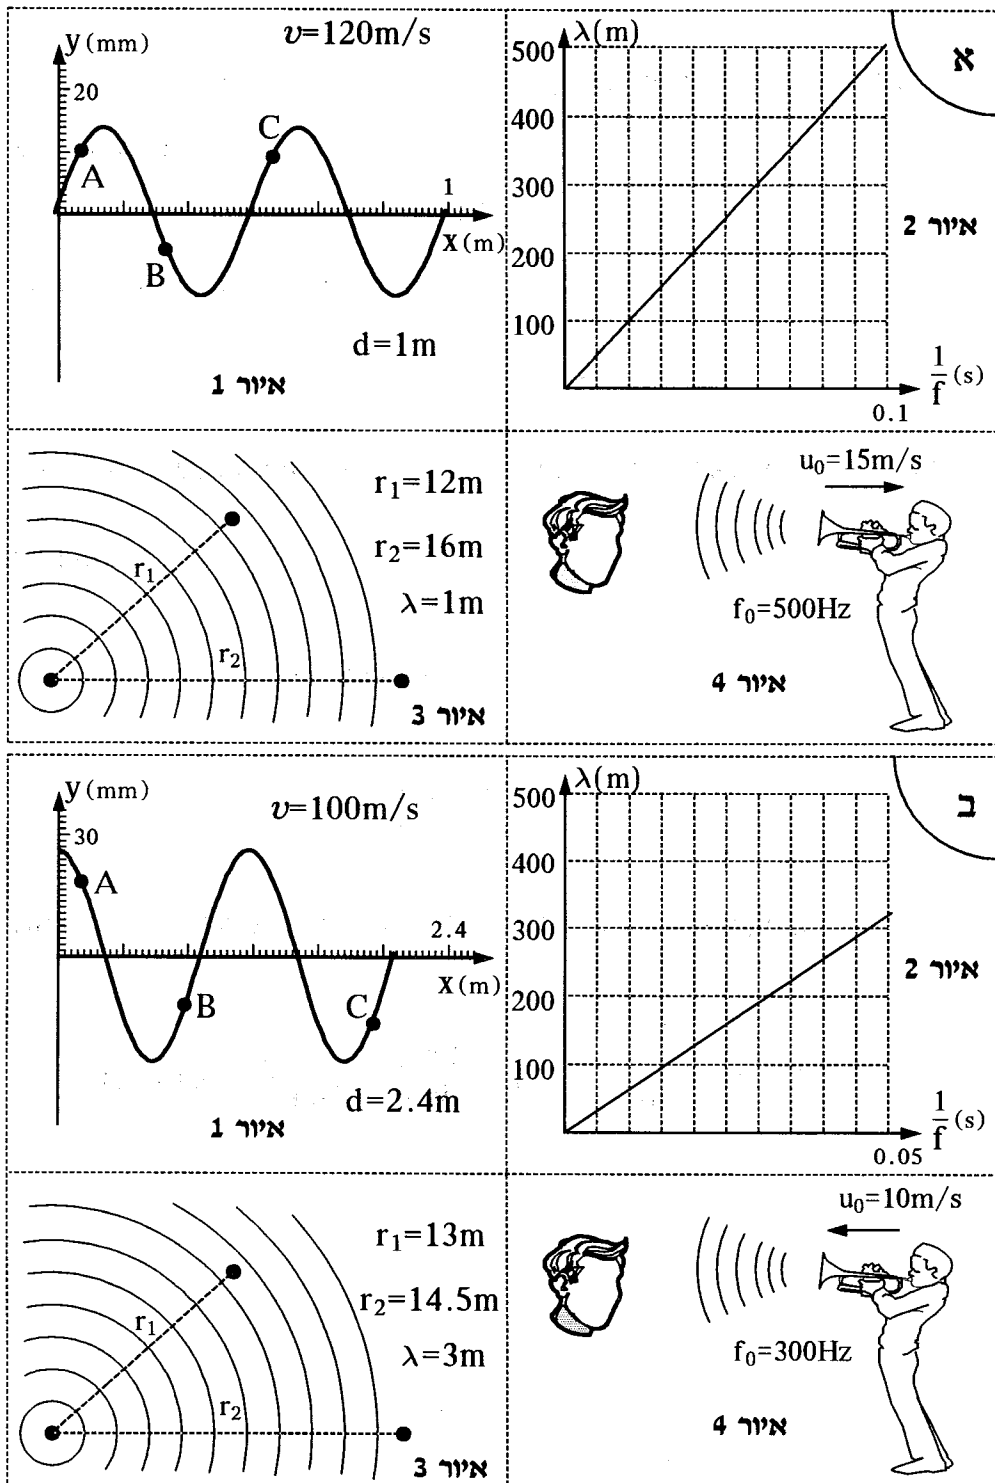 y(mm)
υ=120m/s
20
A
B
C
1
x(m)
d=1m
איור 1
א
λ(m)
500
400
300
200
100
1/f (s)
0.1
איור 2
r₁=12m
r₂=16m
λ=1m
r₁
r₂
איור 3
u₀=15m/s
f₀=500Hz
איור 4
y(mm)
υ=100m/s
30
A
B
C
2.4
x(m)
d=2.4m
איור 1
ב
λ(m)
500
400
300
200
100
1/f (s)
0.05
איור 2
r₁=13m
r₂=14.5m
λ=3m
r₁
r₂
איור 3
u₀=10m/s
f₀=300Hz
איור 4